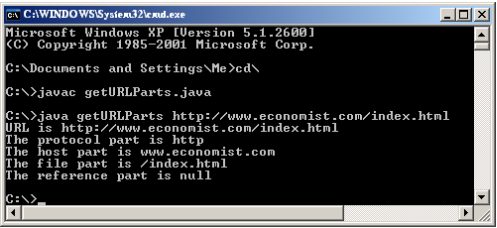 C:\WINDOWS\System32\cmd.exe
Microsoft Windows XP [Version 5.1.2600]
(C) Copyright 1985-2001 Microsoft Corp.
C:\Documents and Settings\Me>cd\
C:\>javac getURLParts.java
C:\>java getURLParts http://www.economist.com/index.html
URL is http://www.economist.com/index.html
The protocol part is http
The host part is www.economist.com
The file part is /index.html
The reference part is null
C:\>_